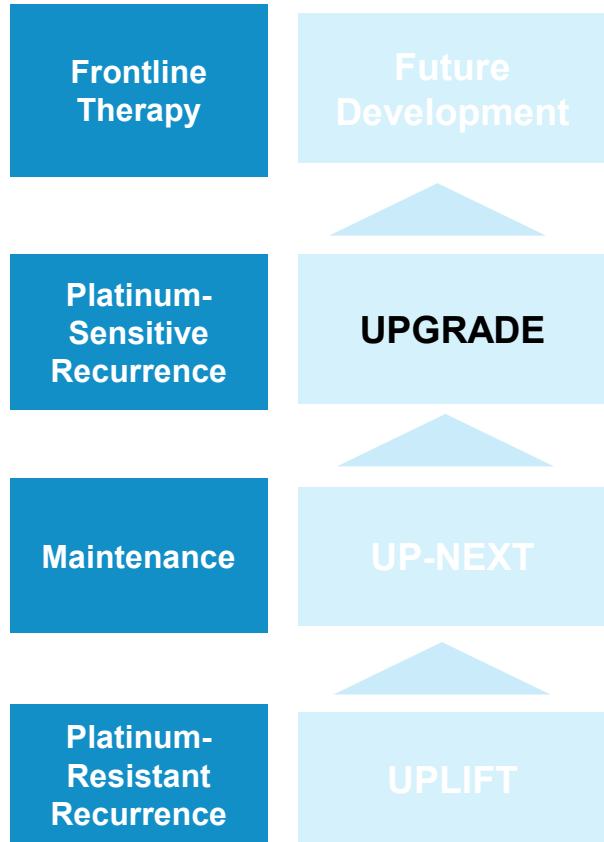 Frontline
Therapy
Future
Development
Platinum-
Sensitive
Recurrence
UPGRADE
Maintenance
UP-NEXT
Platinum-
Resistant
Recurrence
UPLIFT